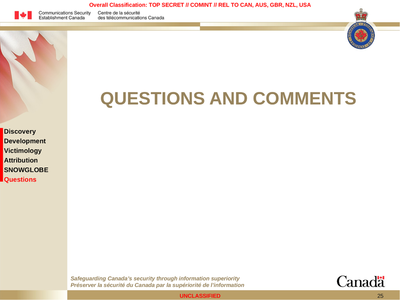 Overall Classification: TOP SECRET // COMINT // REL TO CAN, AUS, GBR, NZL, USA
Communications Security Establishment Canada
Centre de la sécurité des télécommunications Canada
QUESTIONS AND COMMENTS
Discovery
Development
Victimology
Attribution
SNOWGLOBE
Questions
Safeguarding Canada's security through information superiority
Préserver la sécurité du Canada par la supériorité de l'information
Canada
UNCLASSIFIED
25